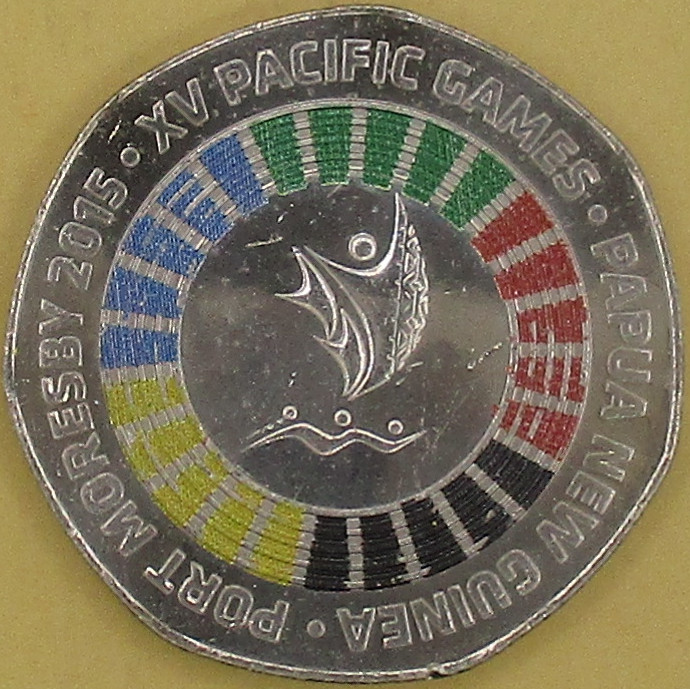 XV PACIFIC GAMES • PAPUA NEW GUINEA • PORT MORESBY 2015 •